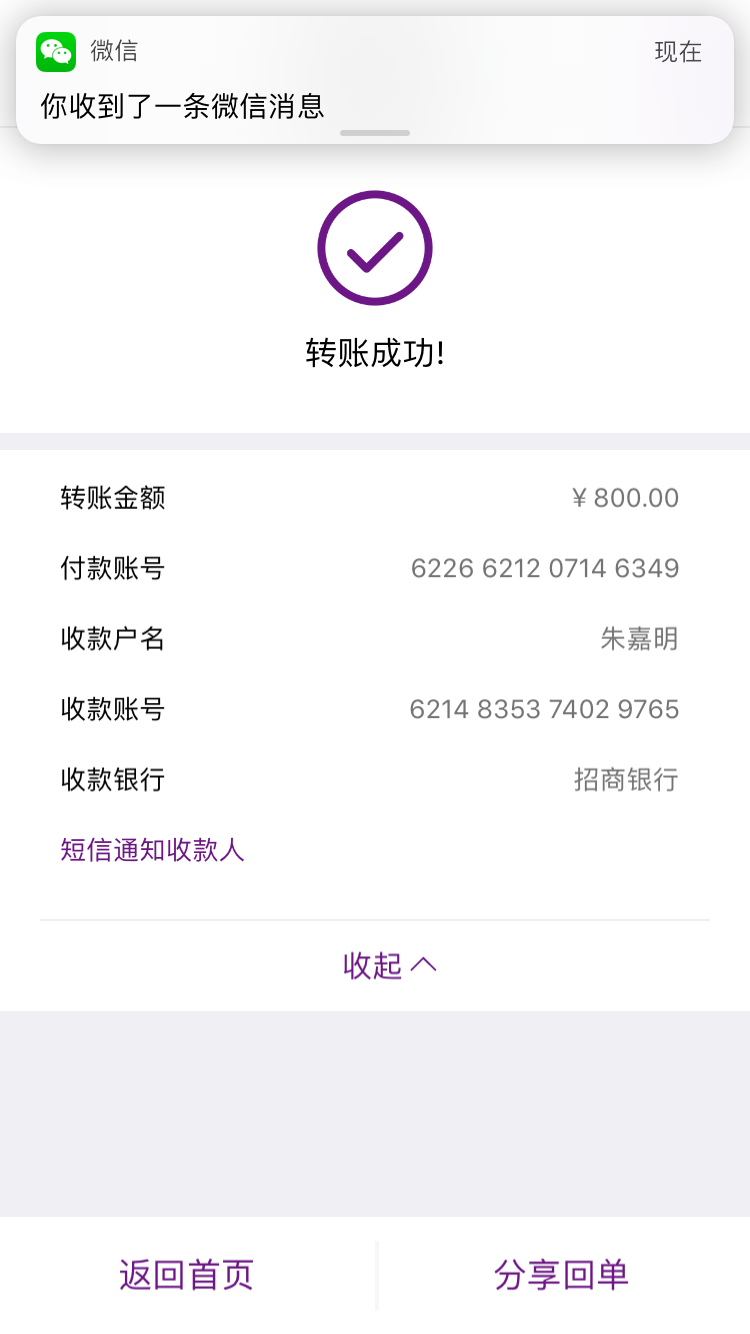 微信 现在
你收到了一条微信消息
转账成功!
转账金额 ¥ 800.00
付款账号 6226 6212 0714 6349
收款户名 朱嘉明
收款账号 6214 8353 7402 9765
收款银行 招商银行
短信通知收款人
收起
返回首页 分享回单